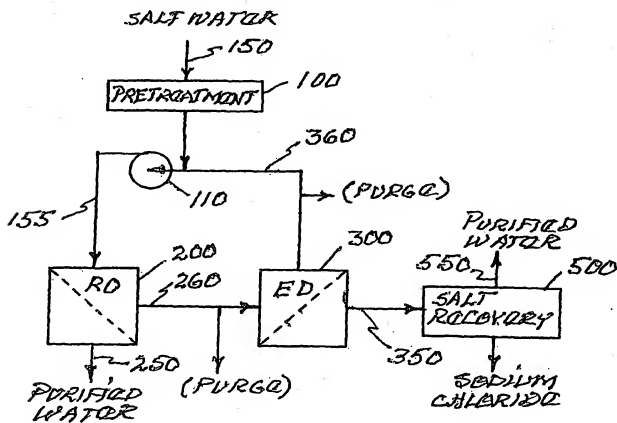 SALT WATER
150
PRETREATMENT
100
360
110
(PURGE)
155
PURIFIED
WATER
200
300
550
500
RO
260
ED
SALT
RECOVERY
350
250
PURIFIED
WATER
(PURGE)
SODIUM
CHLORIDE